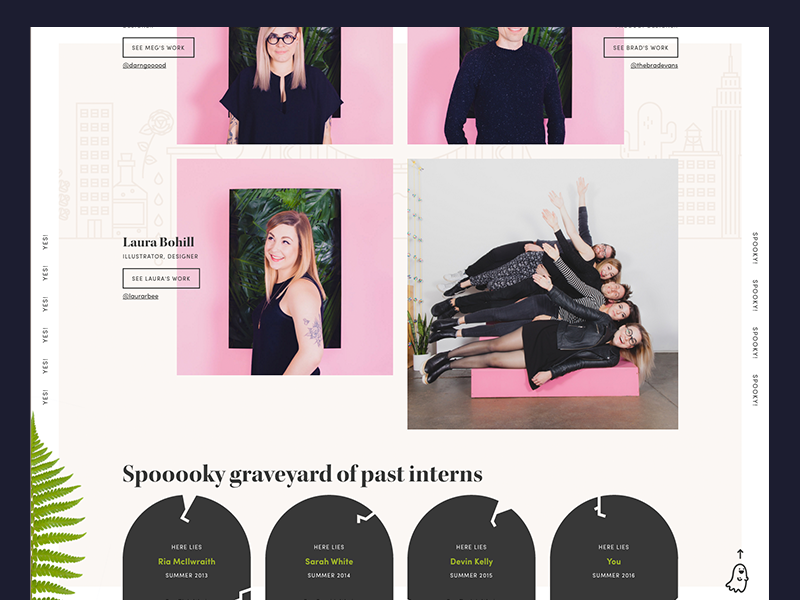 SEE MEG'S WORK
@darngooood
SEE BRAD'S WORK
@thebradevans
Laura Bohill
ILLUSTRATOR, DESIGNER
SEE LAURA'S WORK
@laurarbee
YES!
YES!
YES!
YES!
YES!
YES!
SPOOKY!
SPOOKY!
SPOOKY!
SPOOKY!
Spooooky graveyard of past interns
HERE LIES
Ria McIlwraith
SUMMER 2013
HERE LIES
Sarah White
SUMMER 2014
HERE LIES
Devin Kelly
SUMMER 2015
HERE LIES
You
SUMMER 2016